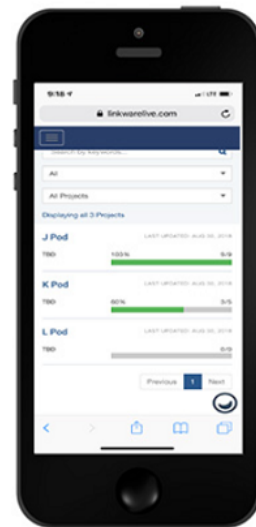 9:18
LTE
linkwarelive.com
Search by keywords...
All
All Projects
Displaying all 3 Projects
J Pod LAST UPDATED: AUG 30, 2018
TBD 100% 9/9
K Pod LAST UPDATED: AUG 30, 2018
TBD 60% 3/5
L Pod LAST UPDATED: AUG 30, 2018
TBD 0/9
Previous 1 Next